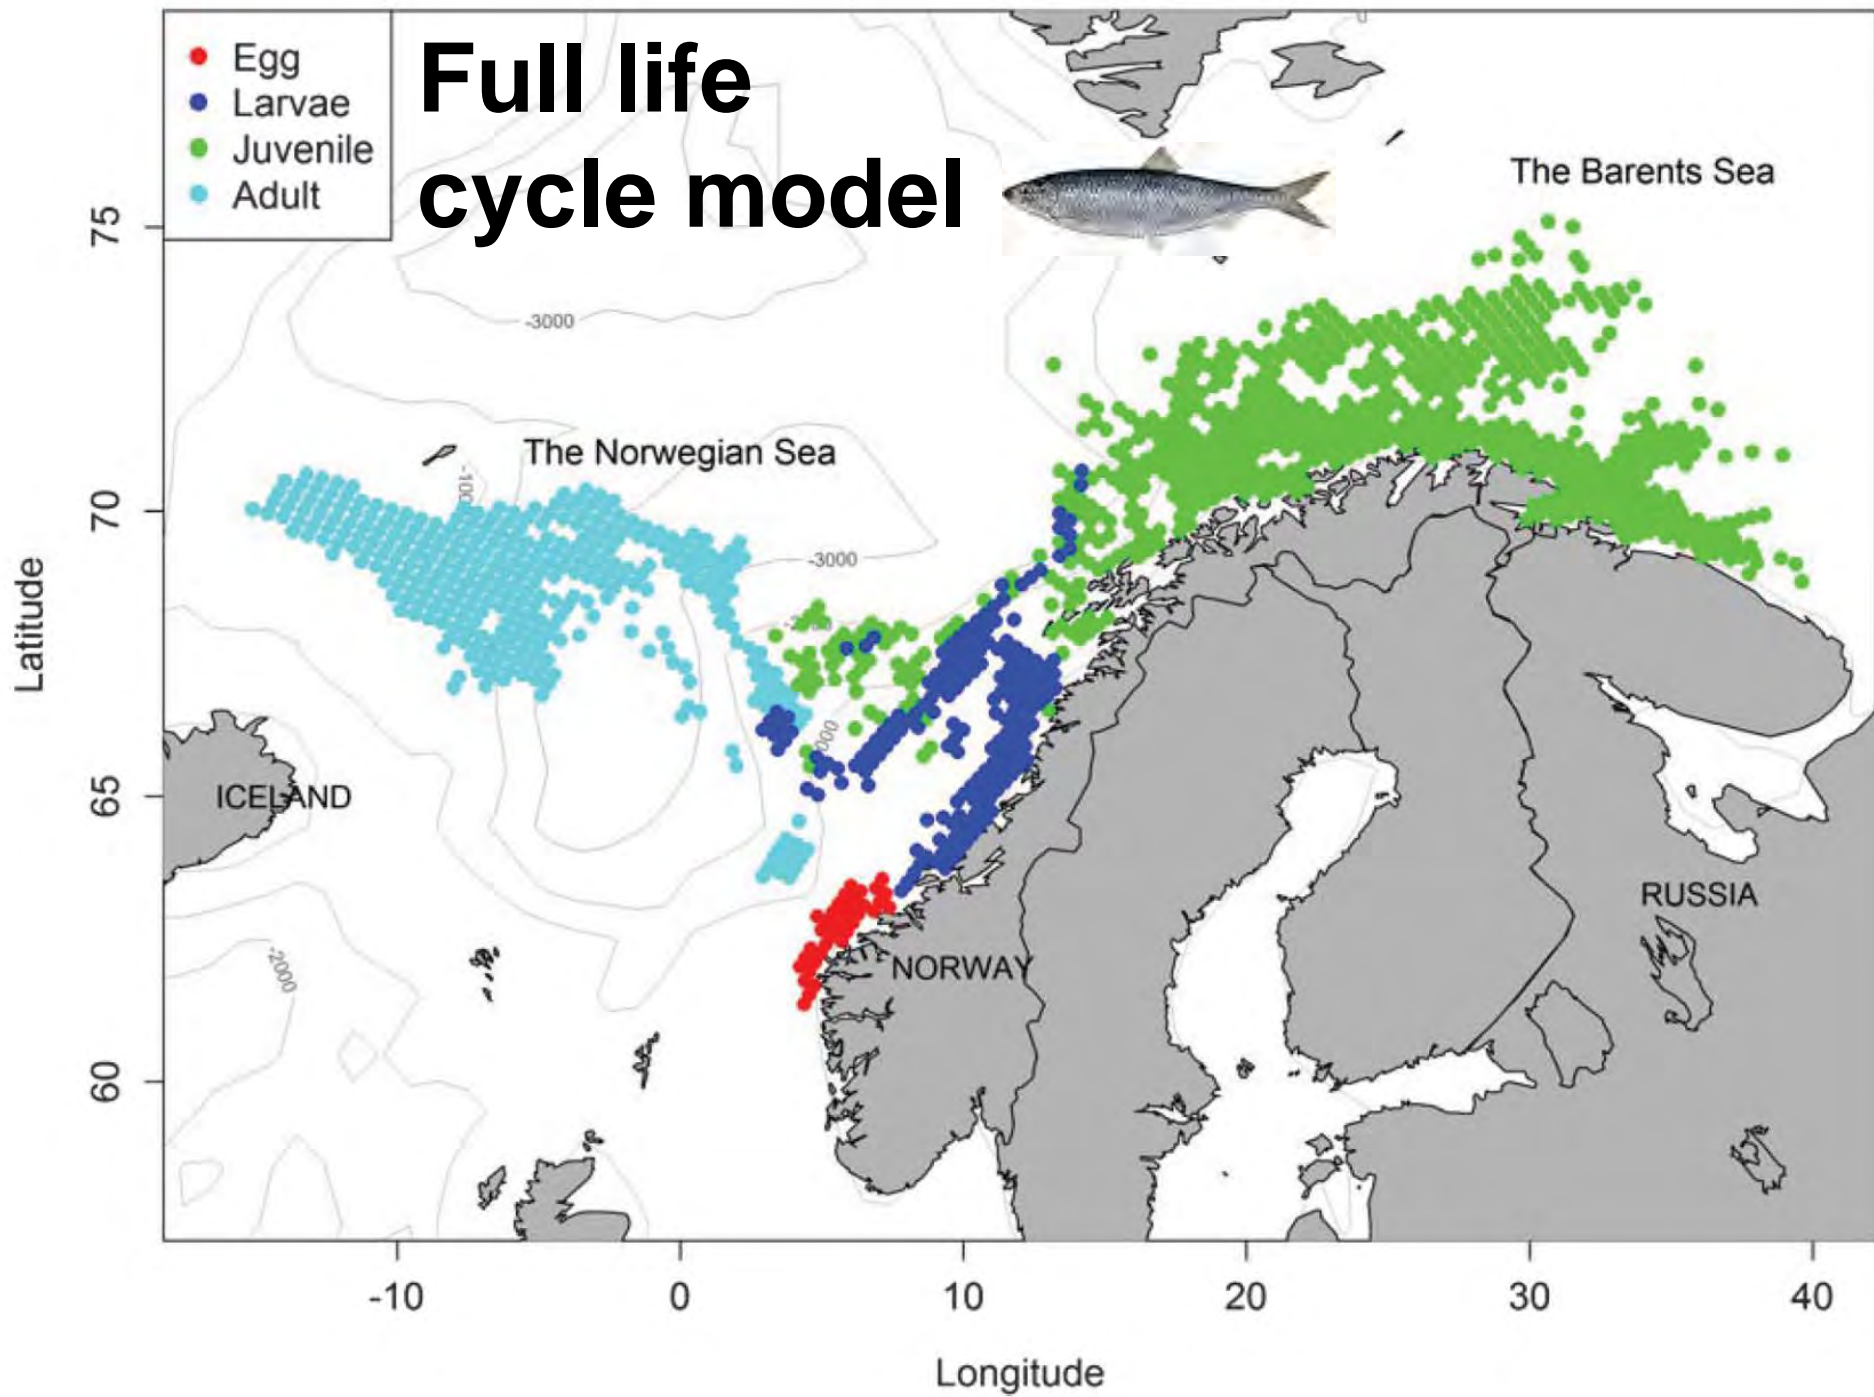 Egg
Larvae
Juvenile
Adult
Full life
cycle model
The Barents Sea
-3000
The Norwegian Sea
-3000
ICELAND
RUSSIA
NORWAY
-2000
75
70
65
60
Latitude
-10
0
10
20
30
40
Longitude